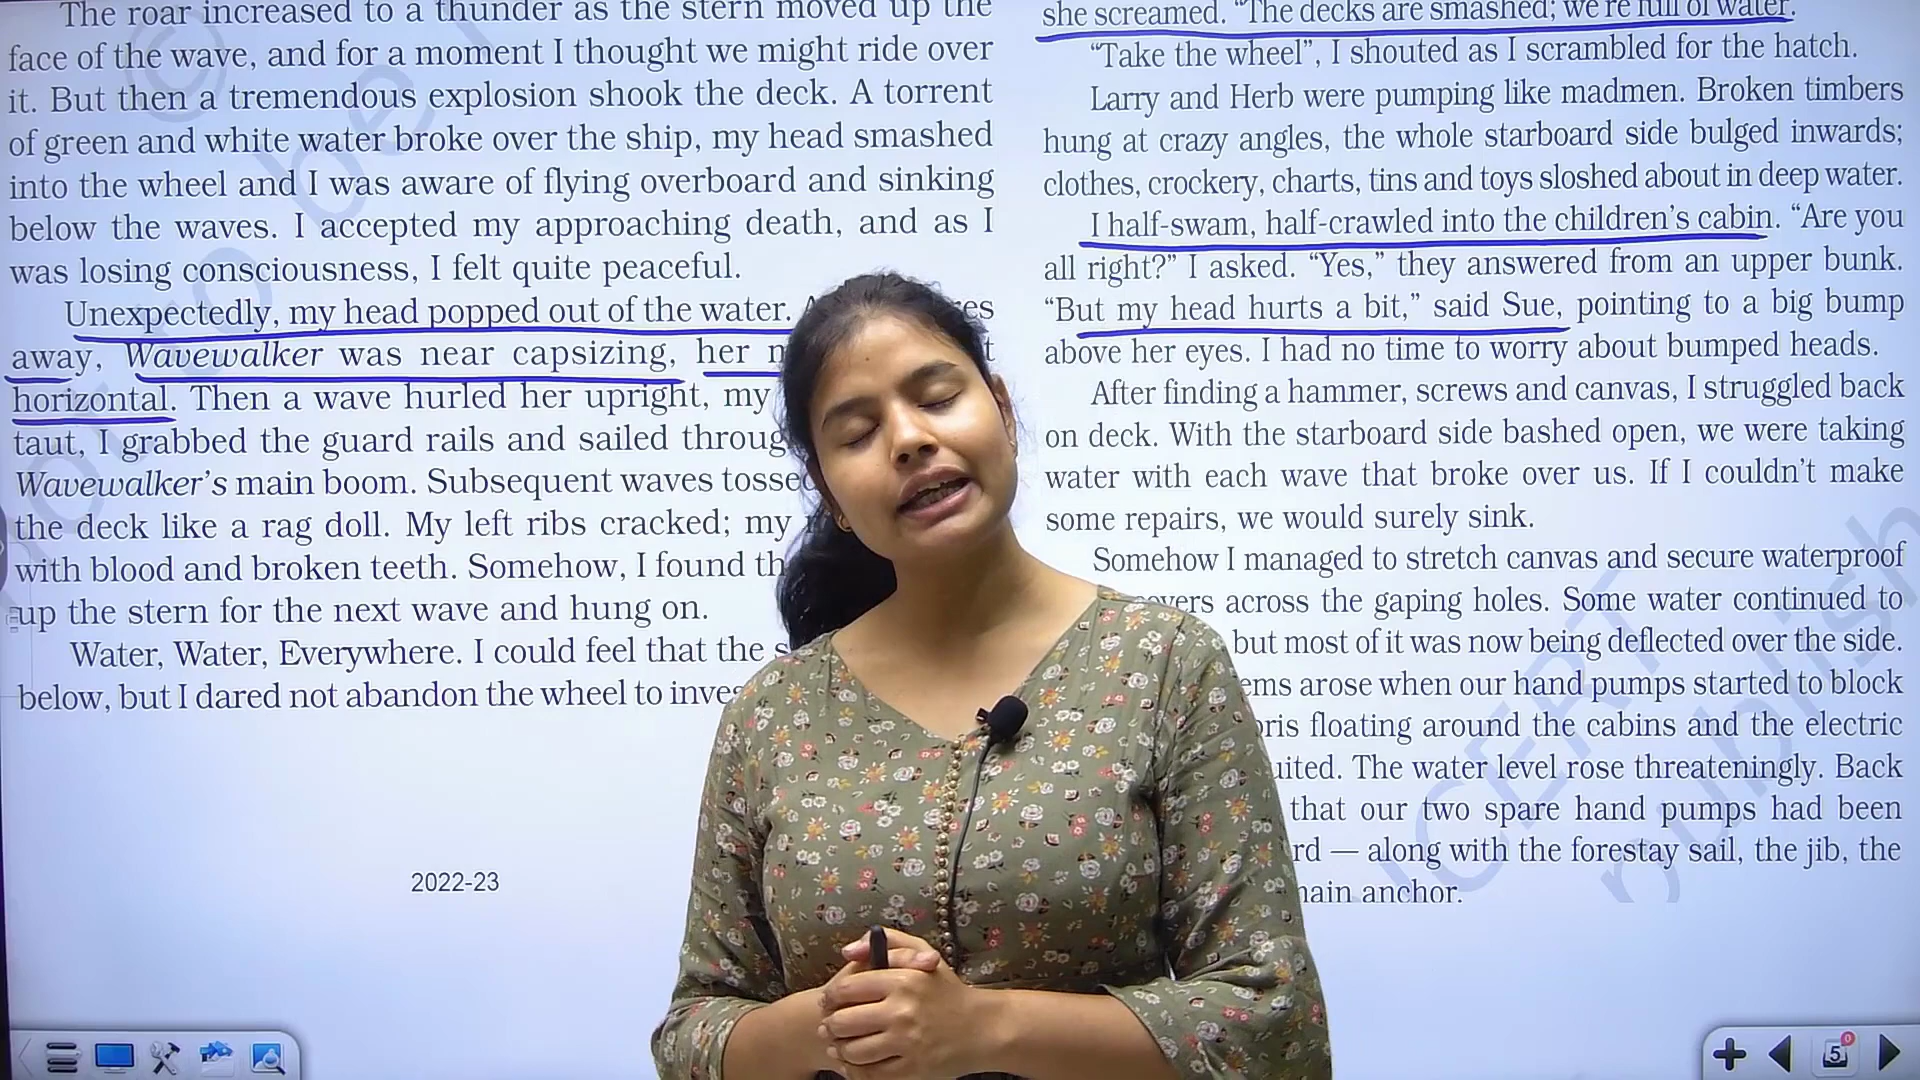 The roar increased to a thunder as the stern moved up the
face of the wave, and for a moment I thought we might ride over
it. But then a tremendous explosion shook the deck. A torrent
of green and white water broke over the ship, my head smashed
into the wheel and I was aware of flying overboard and sinking
below the waves. I accepted my approaching death, and as I
was losing consciousness, I felt quite peaceful.
Unexpectedly, my head popped out of the water.
away, Wavewalker was near capsizing, her
horizontal. Then a wave hurled her upright, my
taut, I grabbed the guard rails and sailed throug
Wavewalker's main boom. Subsequent waves tossed
the deck like a rag doll. My left ribs cracked; my
with blood and broken teeth. Somehow, I found th
up the stern for the next wave and hung on.
Water, Water, Everywhere. I could feel that the s
below, but I dared not abandon the wheel to inves
2022-23
she screamed. “The decks are smashed; we're full of water.
“Take the wheel”, I shouted as I scrambled for the hatch.
Larry and Herb were pumping like madmen. Broken timbers
hung at crazy angles, the whole starboard side bulged inwards;
clothes, crockery, charts, tins and toys sloshed about in deep water.
I half-swam, half-crawled into the children's cabin. “Are you
all right?” I asked. “Yes,” they answered from an upper bunk.
“But my head hurts a bit,” said Sue, pointing to a big bump
above her eyes. I had no time to worry about bumped heads.
After finding a hammer, screws and canvas, I struggled back
on deck. With the starboard side bashed open, we were taking
water with each wave that broke over us. If I couldn't make
some repairs, we would surely sink.
Somehow I managed to stretch canvas and secure waterproof
overs across the gaping holes. Some water continued to
but most of it was now being deflected over the side.
ems arose when our hand pumps started to block
bris floating around the cabins and the electric
uited. The water level rose threateningly. Back
that our two spare hand pumps had been
rd — along with the forestay sail, the jib, the
main anchor.
5
0